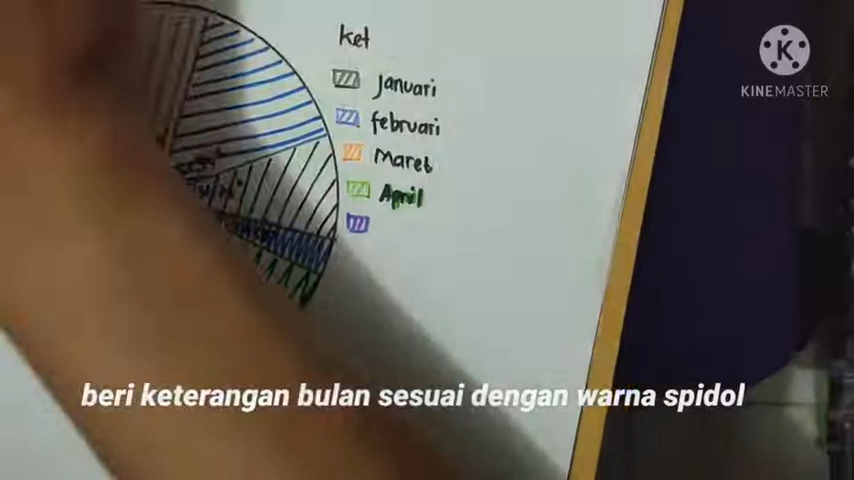 ket
januari
februari
Maret
April
KINEMASTER
beri keterangan bulan sesuai dengan warna spidol